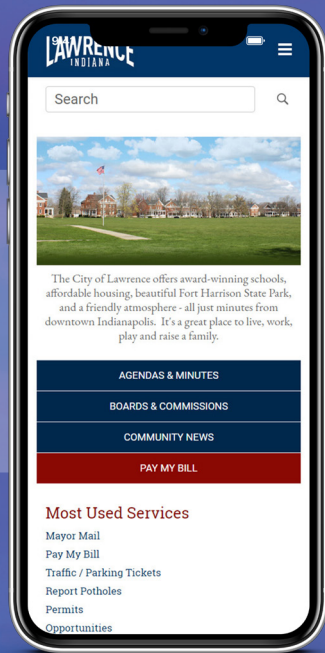 LAWRENCE
INDIANA
Search
The City of Lawrence offers award-winning schools,
affordable housing, beautiful Fort Harrison State Park,
and a friendly atmosphere - all just minutes from
downtown Indianapolis. It's a great place to live, work,
play and raise a family.
AGENDAS & MINUTES
BOARDS & COMMISSIONS
COMMUNITY NEWS
PAY MY BILL
Most Used Services
Mayor Mail
Pay My Bill
Traffic / Parking Tickets
Report Potholes
Permits
Opportunities